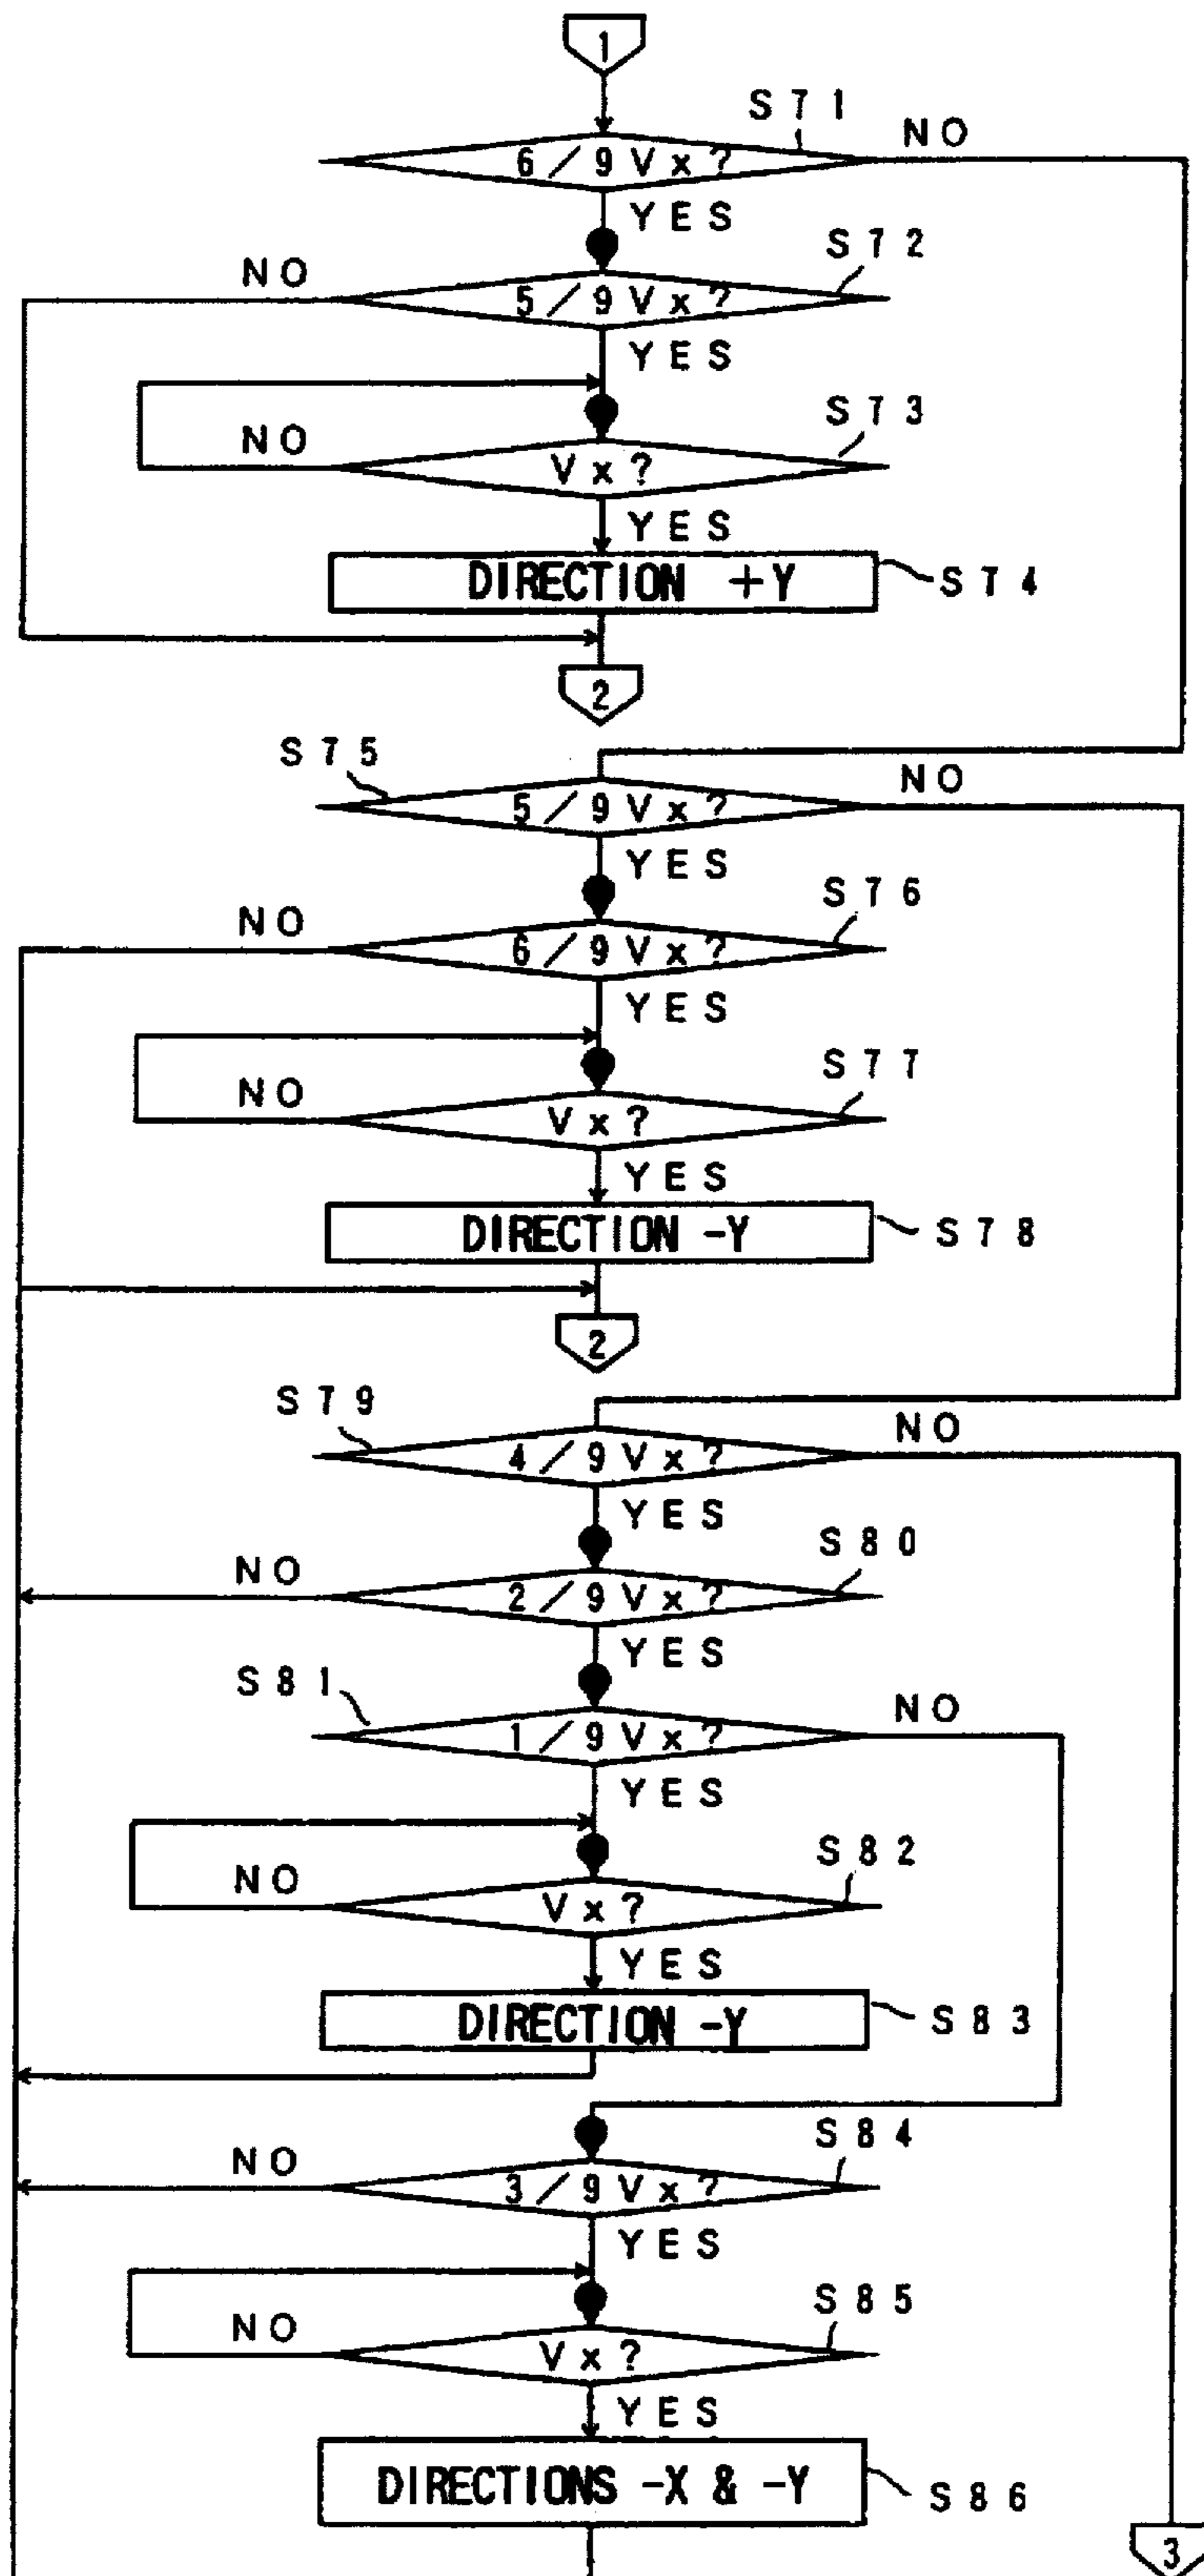 1
S71
NO
6/9Vx?
YES
S72
NO
5/9Vx?
YES
S73
NO
Vx?
YES
DIRECTION +Y
S74
2
S75
NO
5/9Vx?
YES
S76
NO
6/9Vx?
YES
S77
NO
Vx?
YES
DIRECTION -Y
S78
2
S79
NO
4/9Vx?
YES
S80
NO
2/9Vx?
YES
S81
NO
1/9Vx?
YES
S82
NO
Vx?
YES
DIRECTION -Y
S83
S84
NO
3/9Vx?
YES
S85
NO
Vx?
YES
DIRECTIONS -X & -Y
S86
3